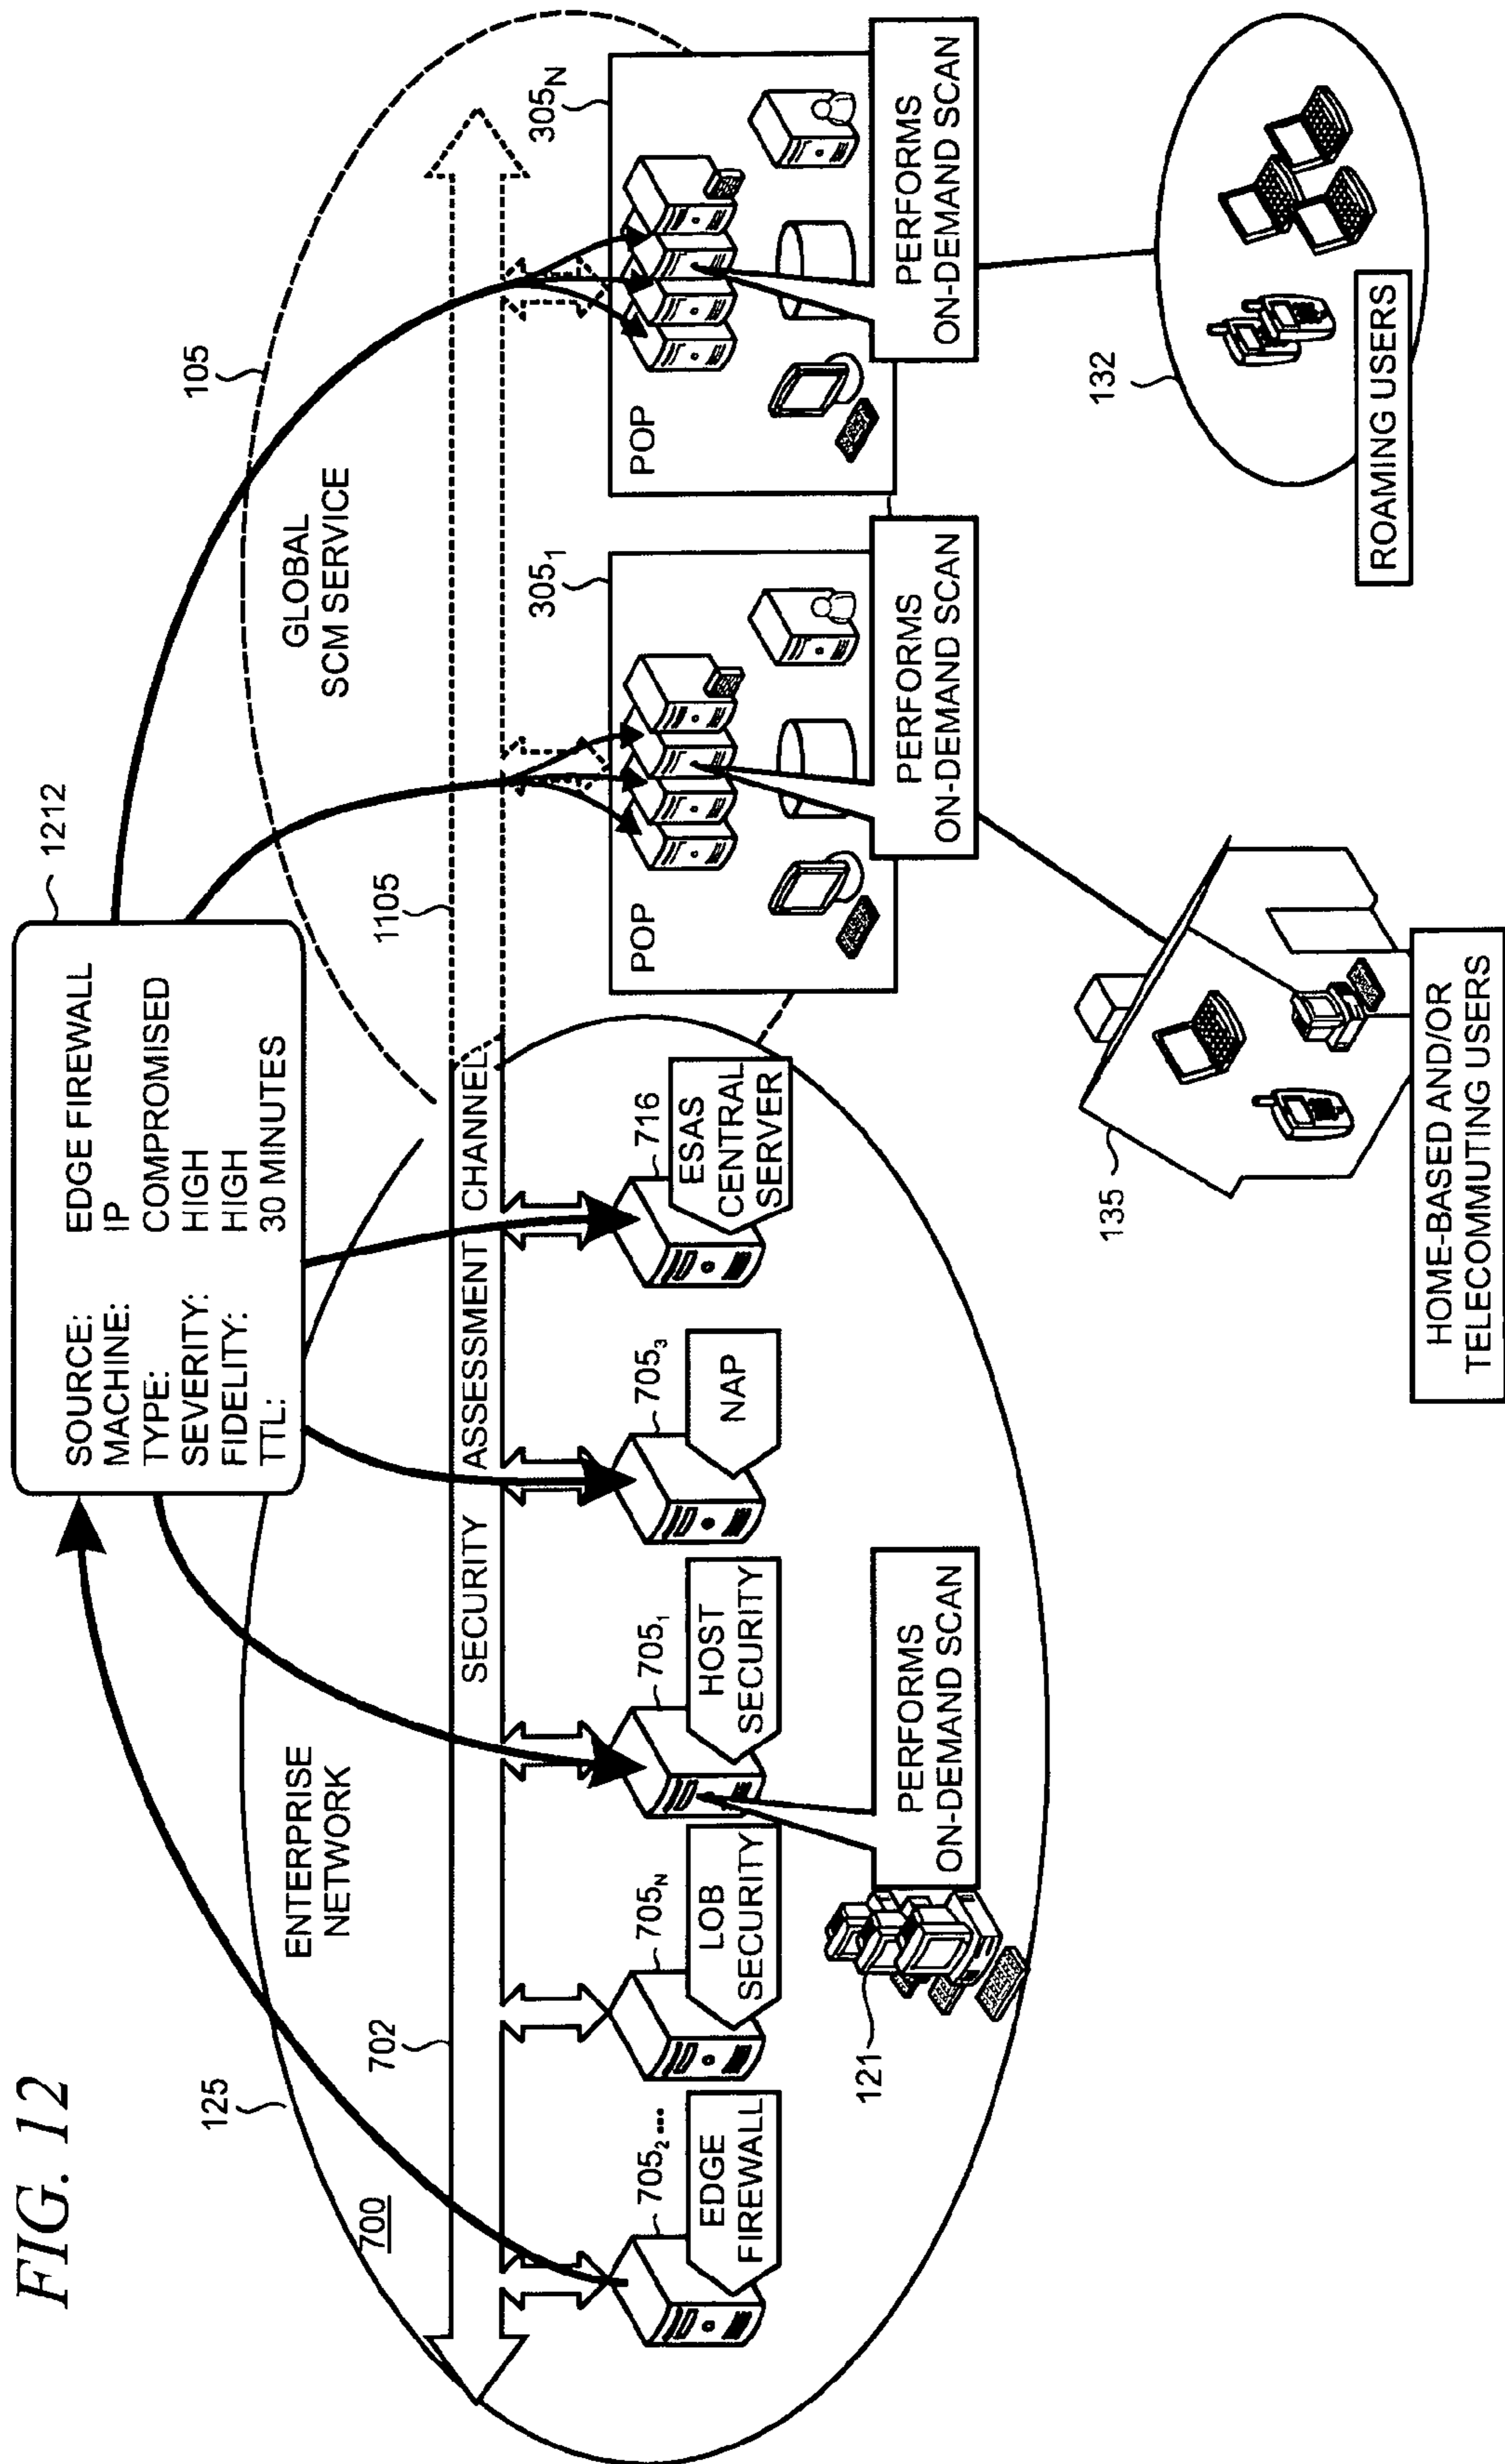 FIG. 12
SOURCE: EDGE FIREWALL
MACHINE: IP
TYPE: COMPROMISED
SEVERITY: HIGH
FIDELITY: HIGH
TTL: 30 MINUTES
1212
125
700
ENTERPRISE
NETWORK
105
GLOBAL
SCM SERVICE
702
SECURITY ASSESSMENT CHANNEL
1105
705₂...
EDGE
FIREWALL
705N
LOB
SECURITY
705₁
HOST
SECURITY
705₃
NAP
716
ESAS
CENTRAL
SERVER
305₁
POP
305N
POP
121
PERFORMS
ON-DEMAND SCAN
PERFORMS
ON-DEMAND SCAN
PERFORMS
ON-DEMAND SCAN
135
HOME-BASED AND/OR
TELECOMMUTING USERS
132
ROAMING USERS